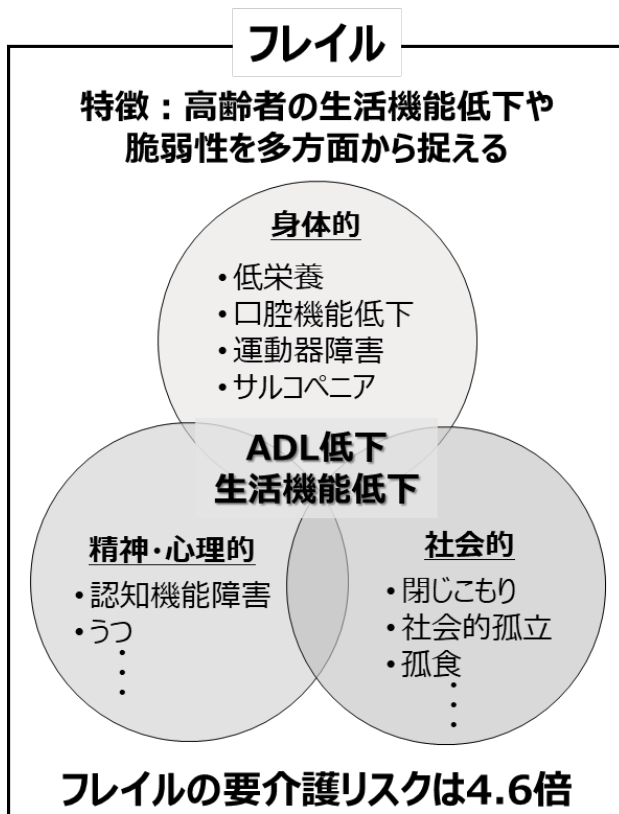 フレイル
特徴：高齢者の生活機能低下や
脆弱性を多方面から捉える
身体的
・低栄養
・口腔機能低下
・運動器障害
・サルコペニア
ADL低下
生活機能低下
精神・心理的
・認知機能障害
・うつ
・
・
・
社会的
・閉じこもり
・社会的孤立
・孤食
・
・
・
フレイルの要介護リスクは4.6倍